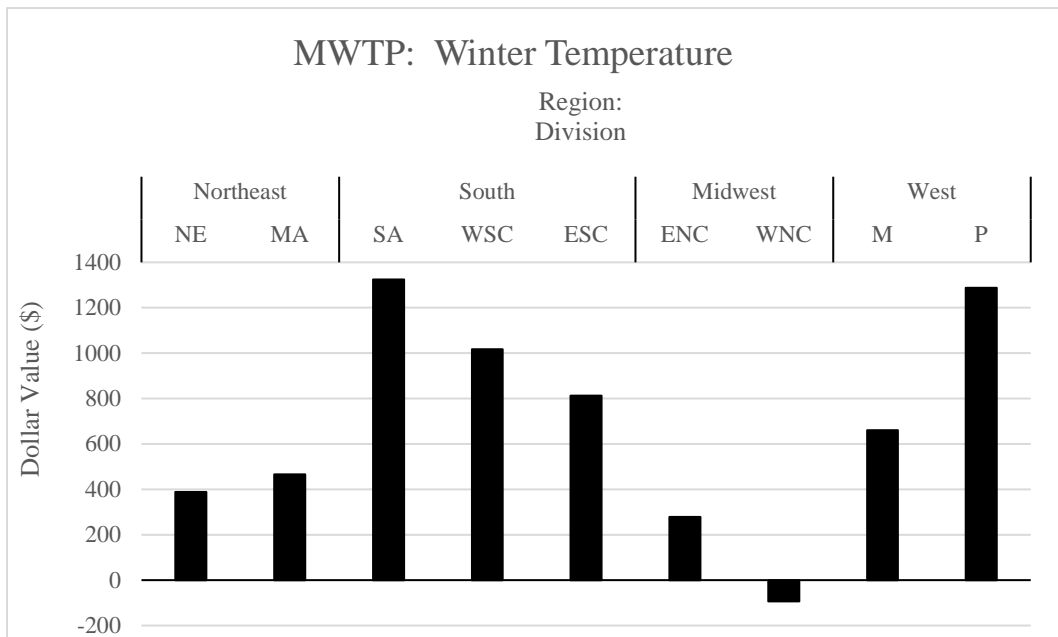 MWTP: Winter Temperature
Region:
Division
Northeast South Midwest West
NE MA SA WSC ESC ENC WNC M P
Dollar Value ($)
1400
1200
1000
800
600
400
200
0
-200